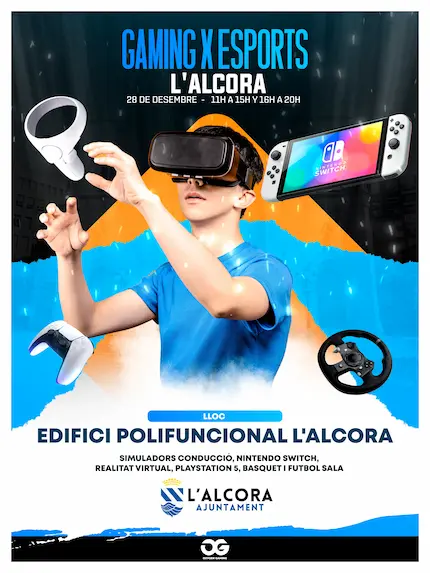 GAMING X ESPORTS
L'ALCORA
28 DE DESEMBRE - 11H A 15H Y 16H A 20H
NINTENDO
SWITCH
LLOC
EDIFICI POLIFUNCIONAL L'ALCORA
SIMULADORS CONDUCCIÓ, NINTENDO SWITCH,
REALITAT VIRTUAL, PLAYSTATION 5, BASQUET I FUTBOL SALA
L'ALCORA
AJUNTAMENT